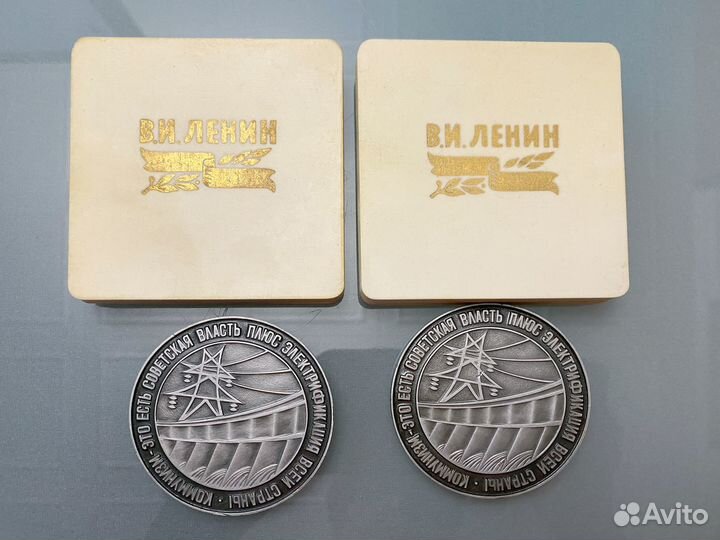 В.И. ЛЕНИН
В.И. ЛЕНИН
КОММУНИЗМ-ЭТО ЕСТЬ СОВЕТСКАЯ ВЛАСТЬ ПЛЮС ЭЛЕКТРИФИКАЦИЯ ВСЕЙ СТРАНЫ ·
КОММУНИЗМ-ЭТО ЕСТЬ СОВЕТСКАЯ ВЛАСТЬ ПЛЮС ЭЛЕКТРИФИКАЦИЯ ВСЕЙ СТРАНЫ ·
Avito